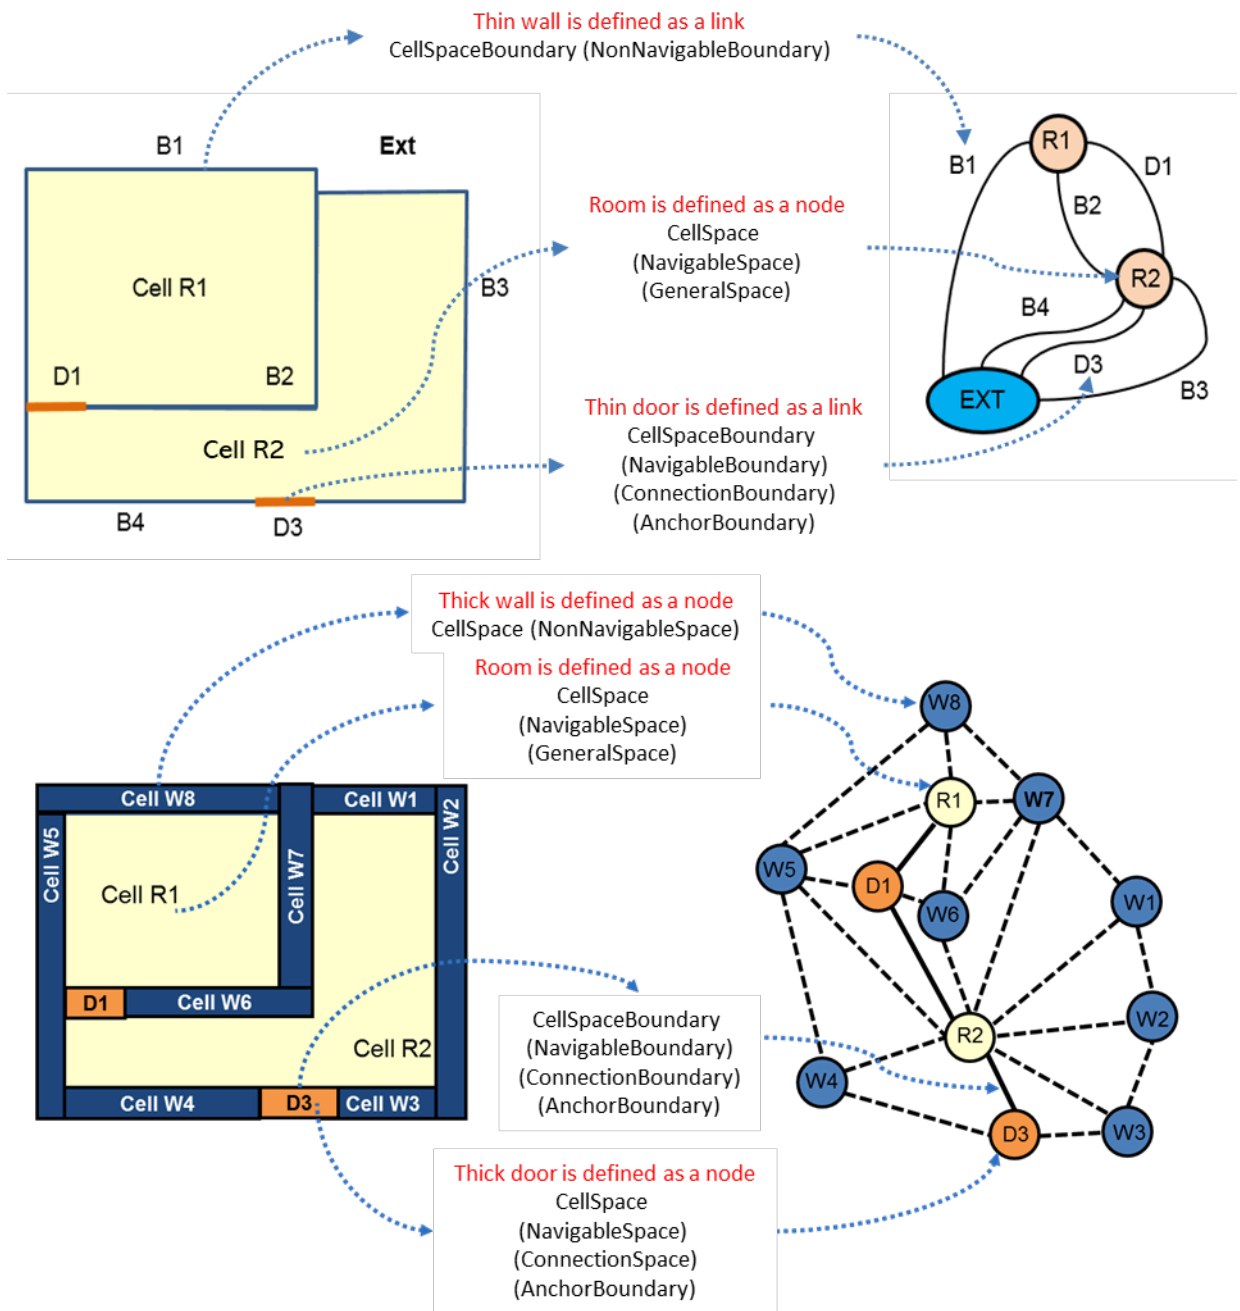 Thin wall is defined as a link
CellSpaceBoundary (NonNavigableBoundary)
B1
Ext
Cell R1
B3
D1
B2
Cell R2
B4
D3
Room is defined as a node
CellSpace
(NavigableSpace)
(GeneralSpace)
Thin door is defined as a link
CellSpaceBoundary
(NavigableBoundary)
(ConnectionBoundary)
(AnchorBoundary)
R1
B1
D1
B2
R2
B4
D3
B3
EXT
Thick wall is defined as a node
CellSpace (NonNavigableSpace)
Room is defined as a node
CellSpace
(NavigableSpace)
(GeneralSpace)
Cell W8
Cell W1
Cell W2
Cell W5
Cell W7
Cell R1
D1
Cell W6
Cell R2
Cell W4
D3
Cell W3
CellSpaceBoundary
(NavigableBoundary)
(ConnectionBoundary)
(AnchorBoundary)
Thick door is defined as a node
CellSpace
(NavigableSpace)
(ConnectionSpace)
(AnchorBoundary)
W8
R1
W7
W5
D1
W6
W1
R2
W2
W4
D3
W3